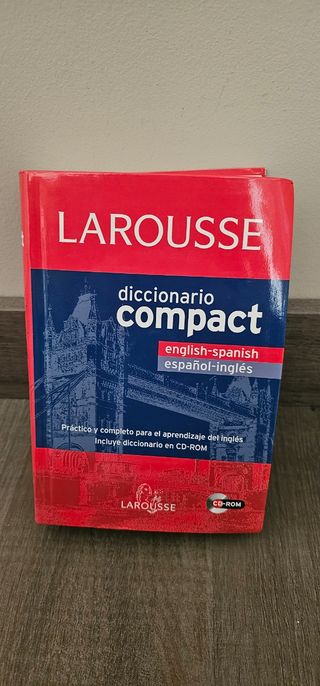 LAROUSSE
diccionario
compact
english-spanish
español-inglés
Práctico y completo para el aprendizaje del inglés
Incluye diccionario en CD-ROM
LAROUSSE
CD-ROM